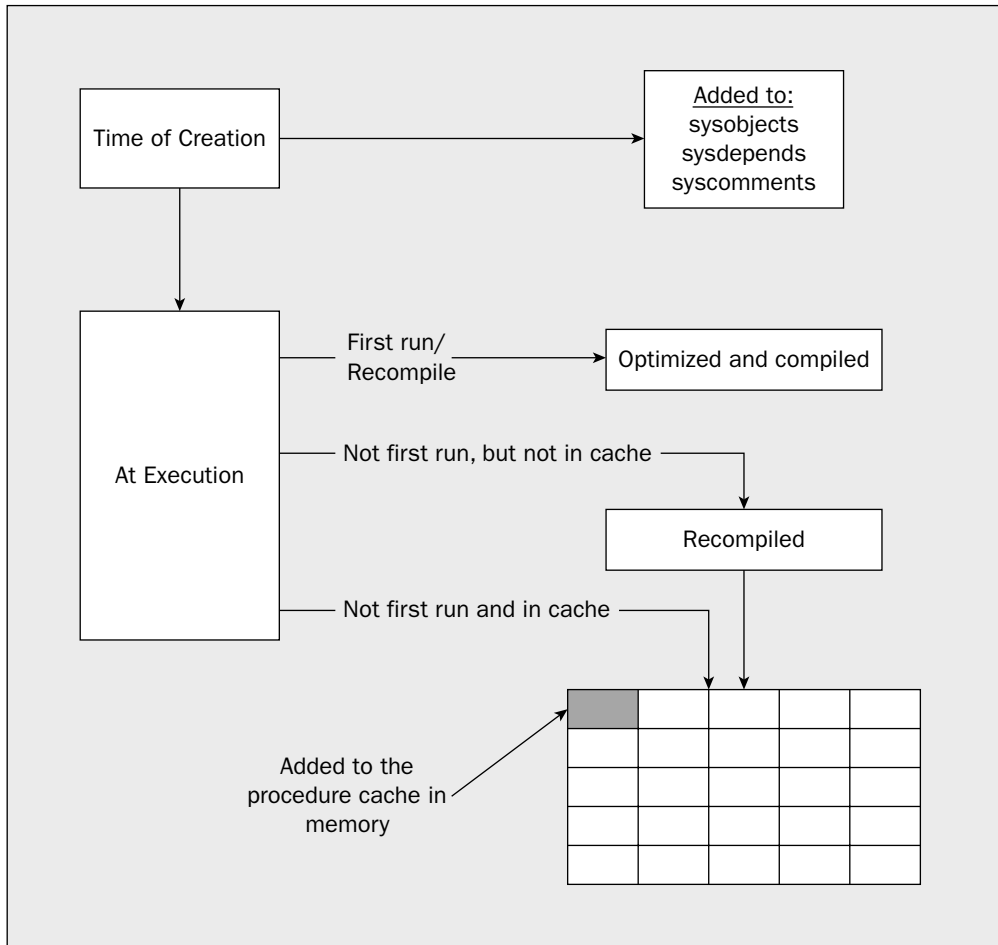 Time of Creation
Added to:
sysobjects
sysdepends
syscomments
At Execution
First run/
Recompile
Optimized and compiled
Not first run, but not in cache
Recompiled
Not first run and in cache
Added to the
procedure cache in
memory